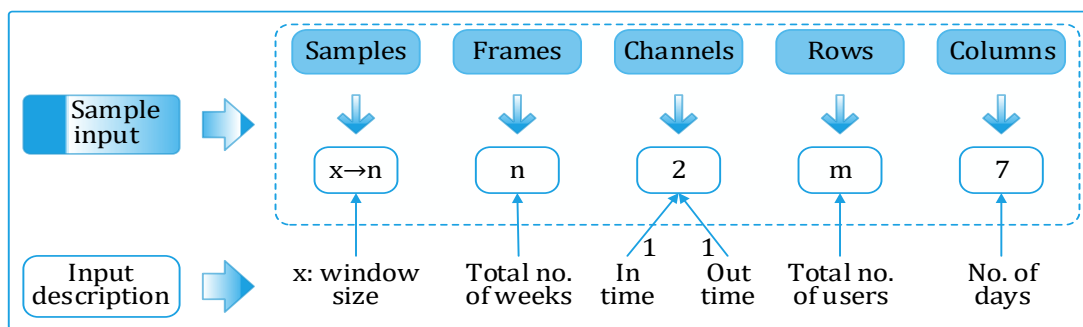 Samples Frames Channels Rows Columns
Sample
input
x→n n 2 m 7
1 1
Input
description
x: window
size
Total no.
of weeks
In
time
Out
time
Total no.
of users
No. of
days